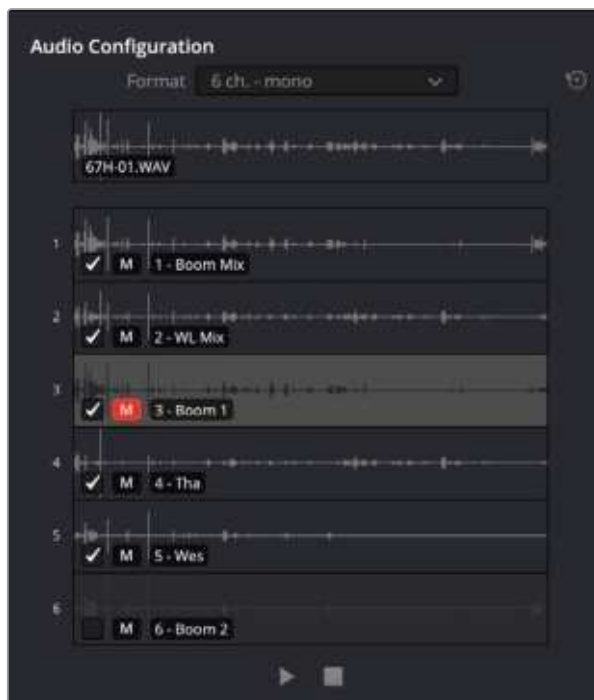 Audio Configuration
Format 6 ch. - mono
67H-01.WAV
1
M 1 - Boom Mix
2
M 2 - WL Mix
3
M 3 - Boom 1
4
M 4 - Tha
5
M 5 - Wes
6
M 6 - Boom 2